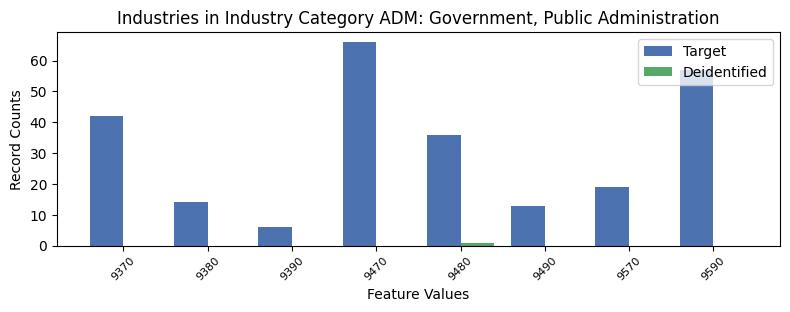 Industries in Industry Category ADM: Government, Public Administration
Target
Deidentified
Record Counts
60
50
40
30
20
10
0
9370 9380 9390 9470 9480 9490 9570 9590
Feature Values